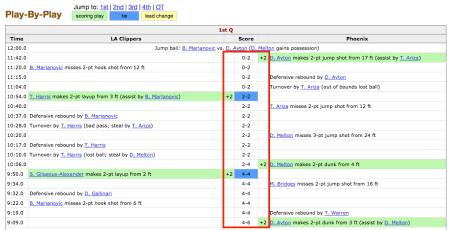 Play-By-Play
Jump to: 1st | 2nd | 3rd | 4th | OT
scoring play tie lead change
1st Q
Time LA Clippers Score Phoenix
12:00.0 Jump ball: B. Marjanovic vs. D. Ayton (D. Melton gains possession)
11:42.0 0-2 +2 D. Ayton makes 2-pt jump shot from 17 ft (assist by T. Ariza)
11:20.0 B. Marjanovic misses 2-pt hook shot from 12 ft 0-2
11:15.0 0-2 Defensive rebound by D. Ayton
11:04.0 0-2 Turnover by T. Ariza (out of bounds lost ball)
10:54.0 T. Harris makes 2-pt layup from 3 ft (assist by B. Marjanovic) +2 2-2
10:40.0 2-2 T. Ariza misses 2-pt jump shot from 12 ft
10:37.0 Defensive rebound by B. Marjanovic 2-2
10:28.0 Turnover by T. Harris (bad pass; steal by T. Ariza) 2-2
10:20.0 2-2 D. Melton misses 3-pt jump shot from 24 ft
10:17.0 Defensive rebound by T. Harris 2-2
10:10.0 Turnover by T. Harris (lost ball; steal by D. Melton) 2-2
10:06.0 2-4 +2 D. Melton makes 2-pt dunk from 4 ft
9:50.0 S. Gilgeous-Alexander makes 2-pt layup from 2 ft +2 4-4
9:34.0 4-4 M. Bridges misses 2-pt jump shot from 16 ft
9:32.0 Defensive rebound by D. Gallinari 4-4
9:22.0 B. Marjanovic misses 2-pt hook shot from 6 ft 4-4
9:19.0 4-4 Defensive rebound by T. Warren
9:09.0 4-6 +2 D. Ayton makes 2-pt dunk from 3 ft (assist by D. Melton)